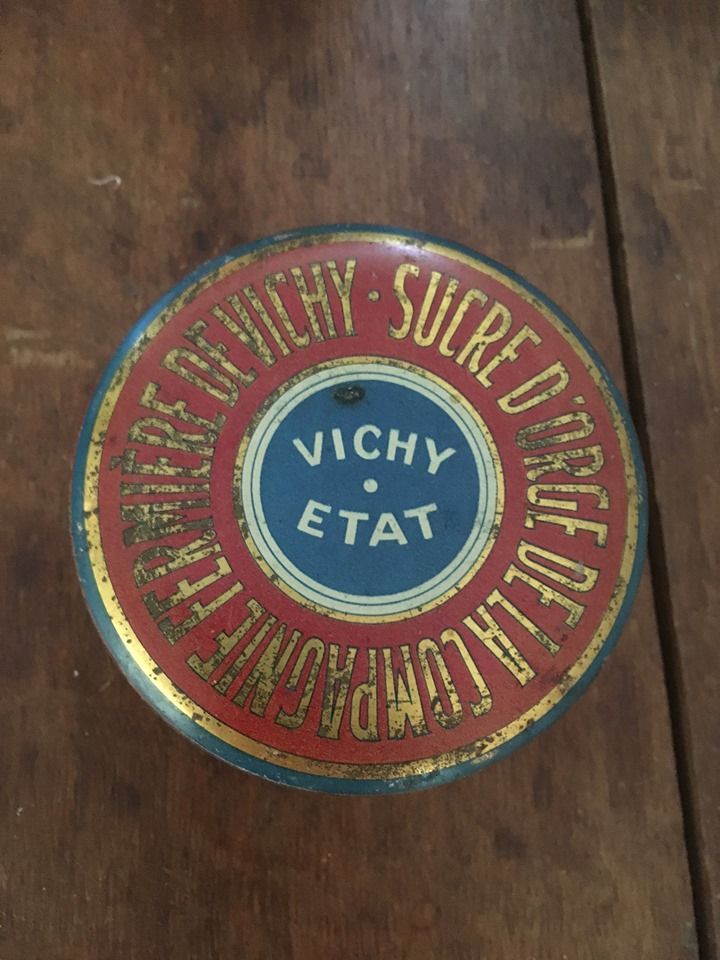 SUCRE D'ORGE DE LA COMPAGNIE FERMIÈRE DE VICHY ·
VICHY
·
ETAT